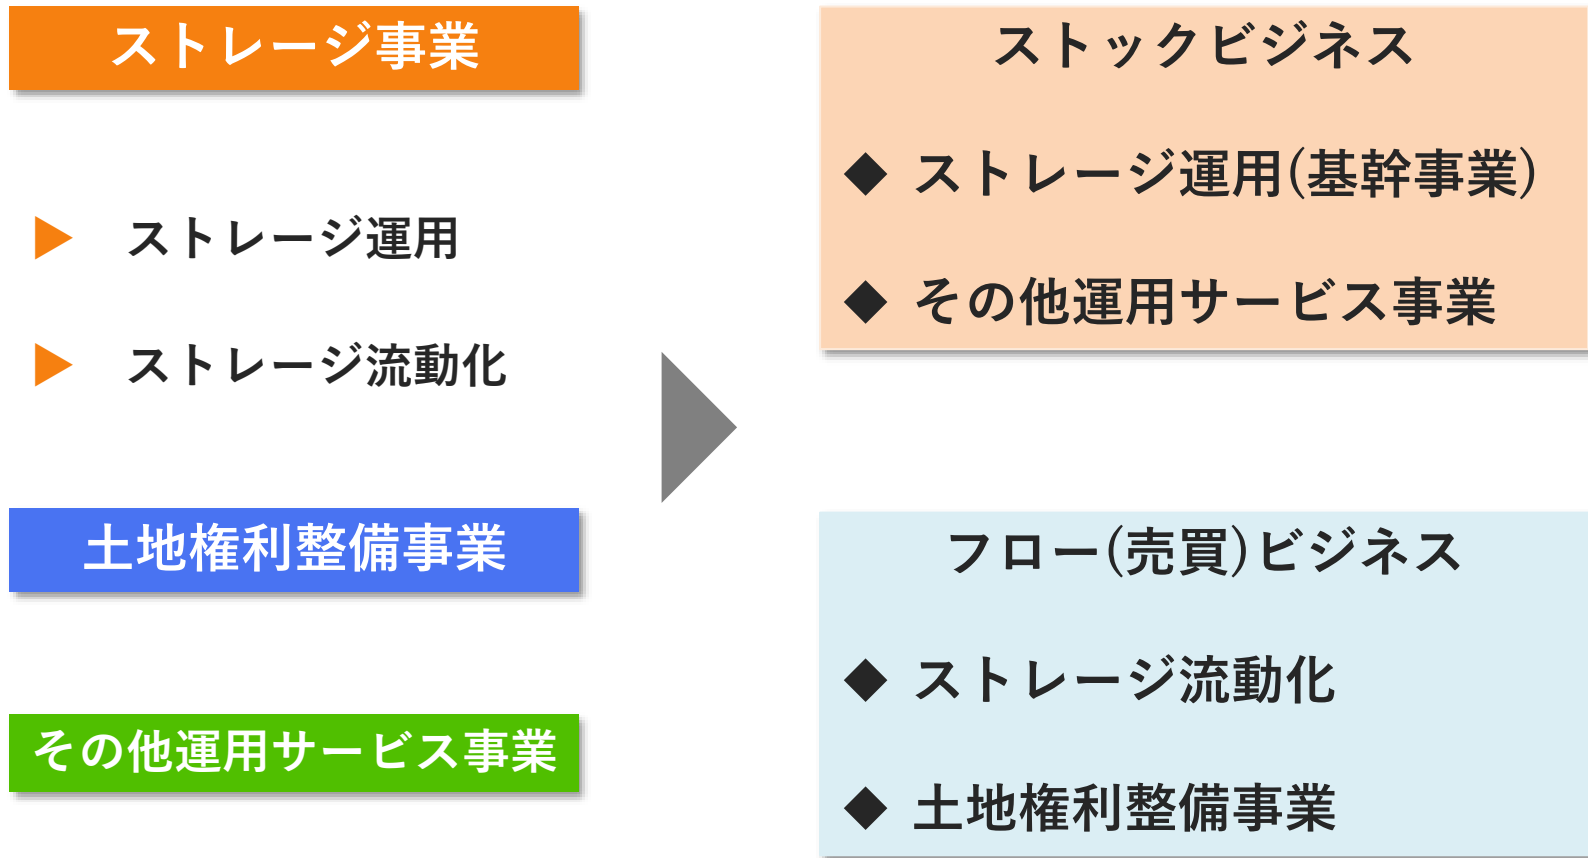 ストレージ事業
▶ ストレージ運用
▶ ストレージ流動化
土地権利整備事業
その他運用サービス事業
ストックビジネス
◆ ストレージ運用(基幹事業)
◆ その他運用サービス事業
フロー(売買)ビジネス
◆ ストレージ流動化
◆ 土地権利整備事業